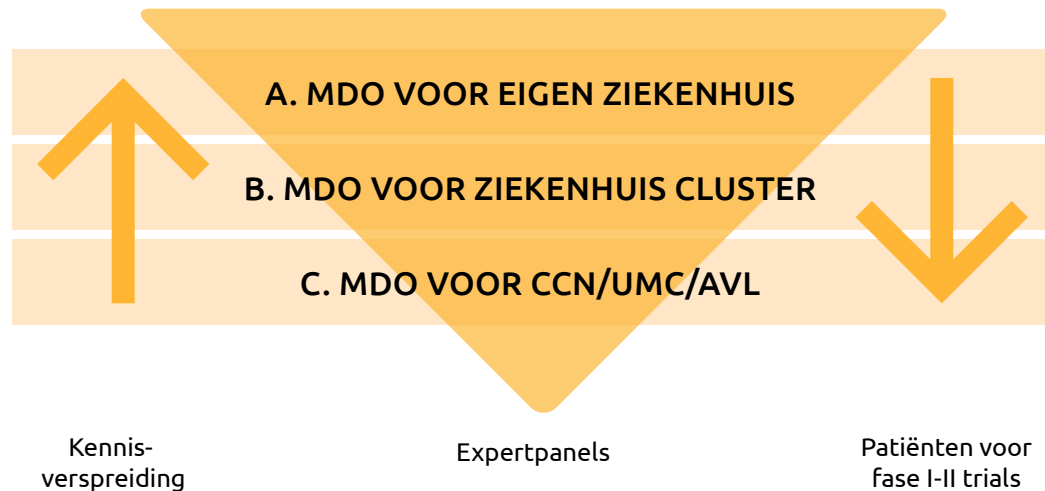 A. MDO VOOR EIGEN ZIEKENHUIS
B. MDO VOOR ZIEKENHUIS CLUSTER
C. MDO VOOR CCN/UMC/AVL
Kennis-
verspreiding
Expertpanels
Patiënten voor
fase I-II trials